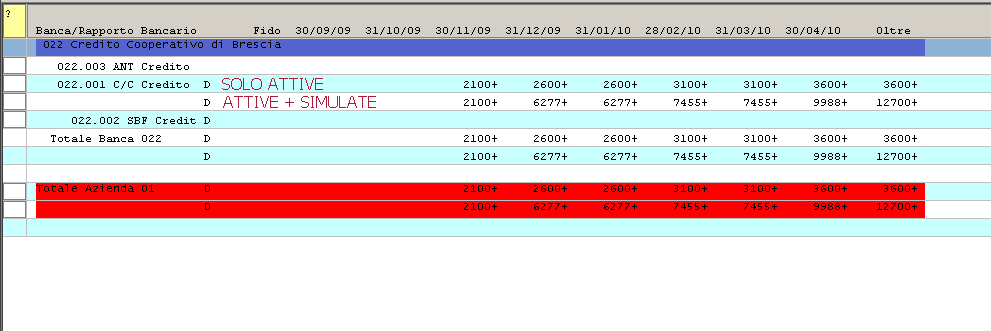 ?
Banca/Rapporto Bancario Fido 30/09/09 31/10/09 30/11/09 31/12/09 31/01/10 28/02/10 31/03/10 30/04/10 Oltre
022 Credito Cooperativo di Brescia
022.003 ANT Credito
022.001 C/C Credito D SOLO ATTIVE 2100+ 2600+ 2600+ 3100+ 3100+ 3600+ 3600+
D ATTIVE + SIMULATE 2100+ 6277+ 6277+ 7455+ 7455+ 9988+ 12700+
022.002 SBF Credit D
Totale Banca 022 D 2100+ 2600+ 2600+ 3100+ 3100+ 3600+ 3600+
D 2100+ 6277+ 6277+ 7455+ 7455+ 9988+ 12700+
Totale Azienda 01 D 2100+ 2600+ 2600+ 3100+ 3100+ 3600+ 3600+
D 2100+ 6277+ 6277+ 7455+ 7455+ 9988+ 12700+